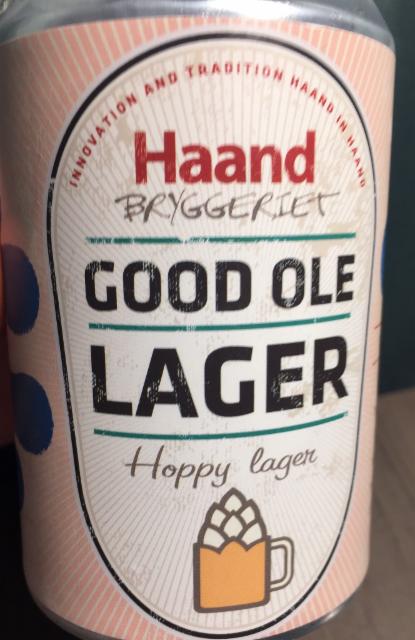 INNOVATION AND TRADITION HAAND IN HAAND
Haand
BRYGGERIET
GOOD OLE
LAGER
Hoppy lager